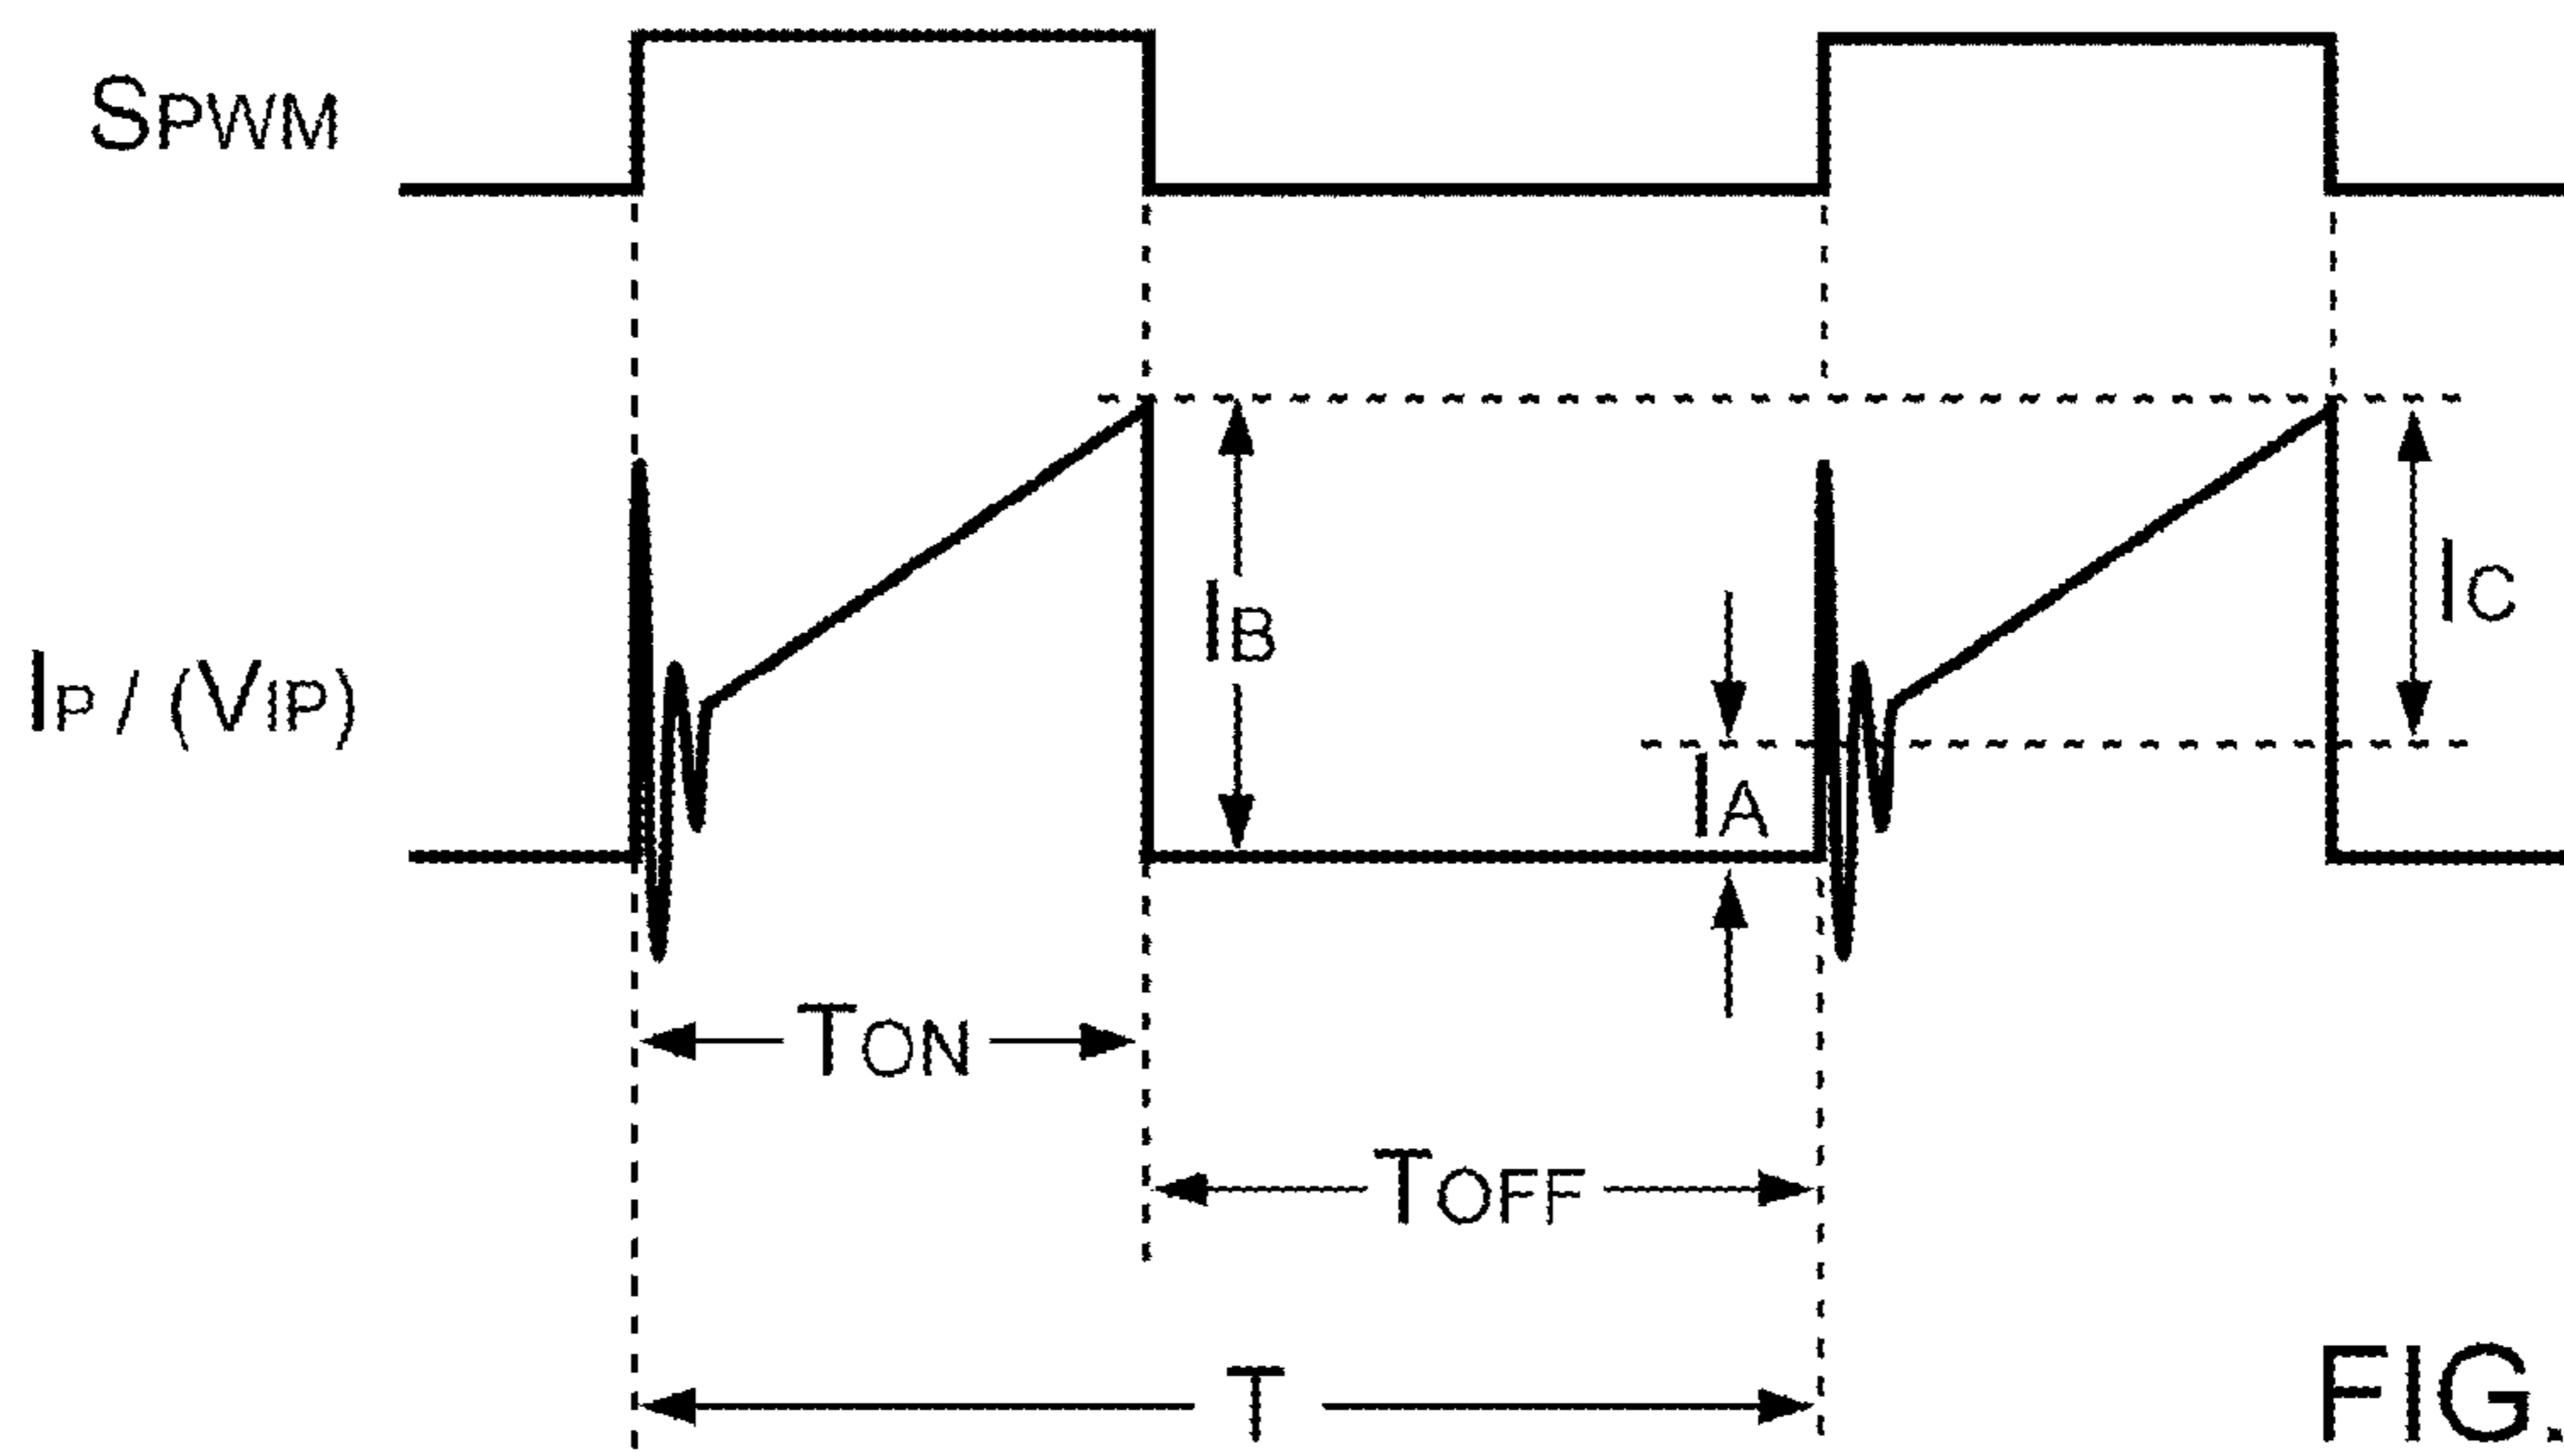 SPWM
IP / (VIP)
IB
IC
IA
TON
TOFF
T
FIG.